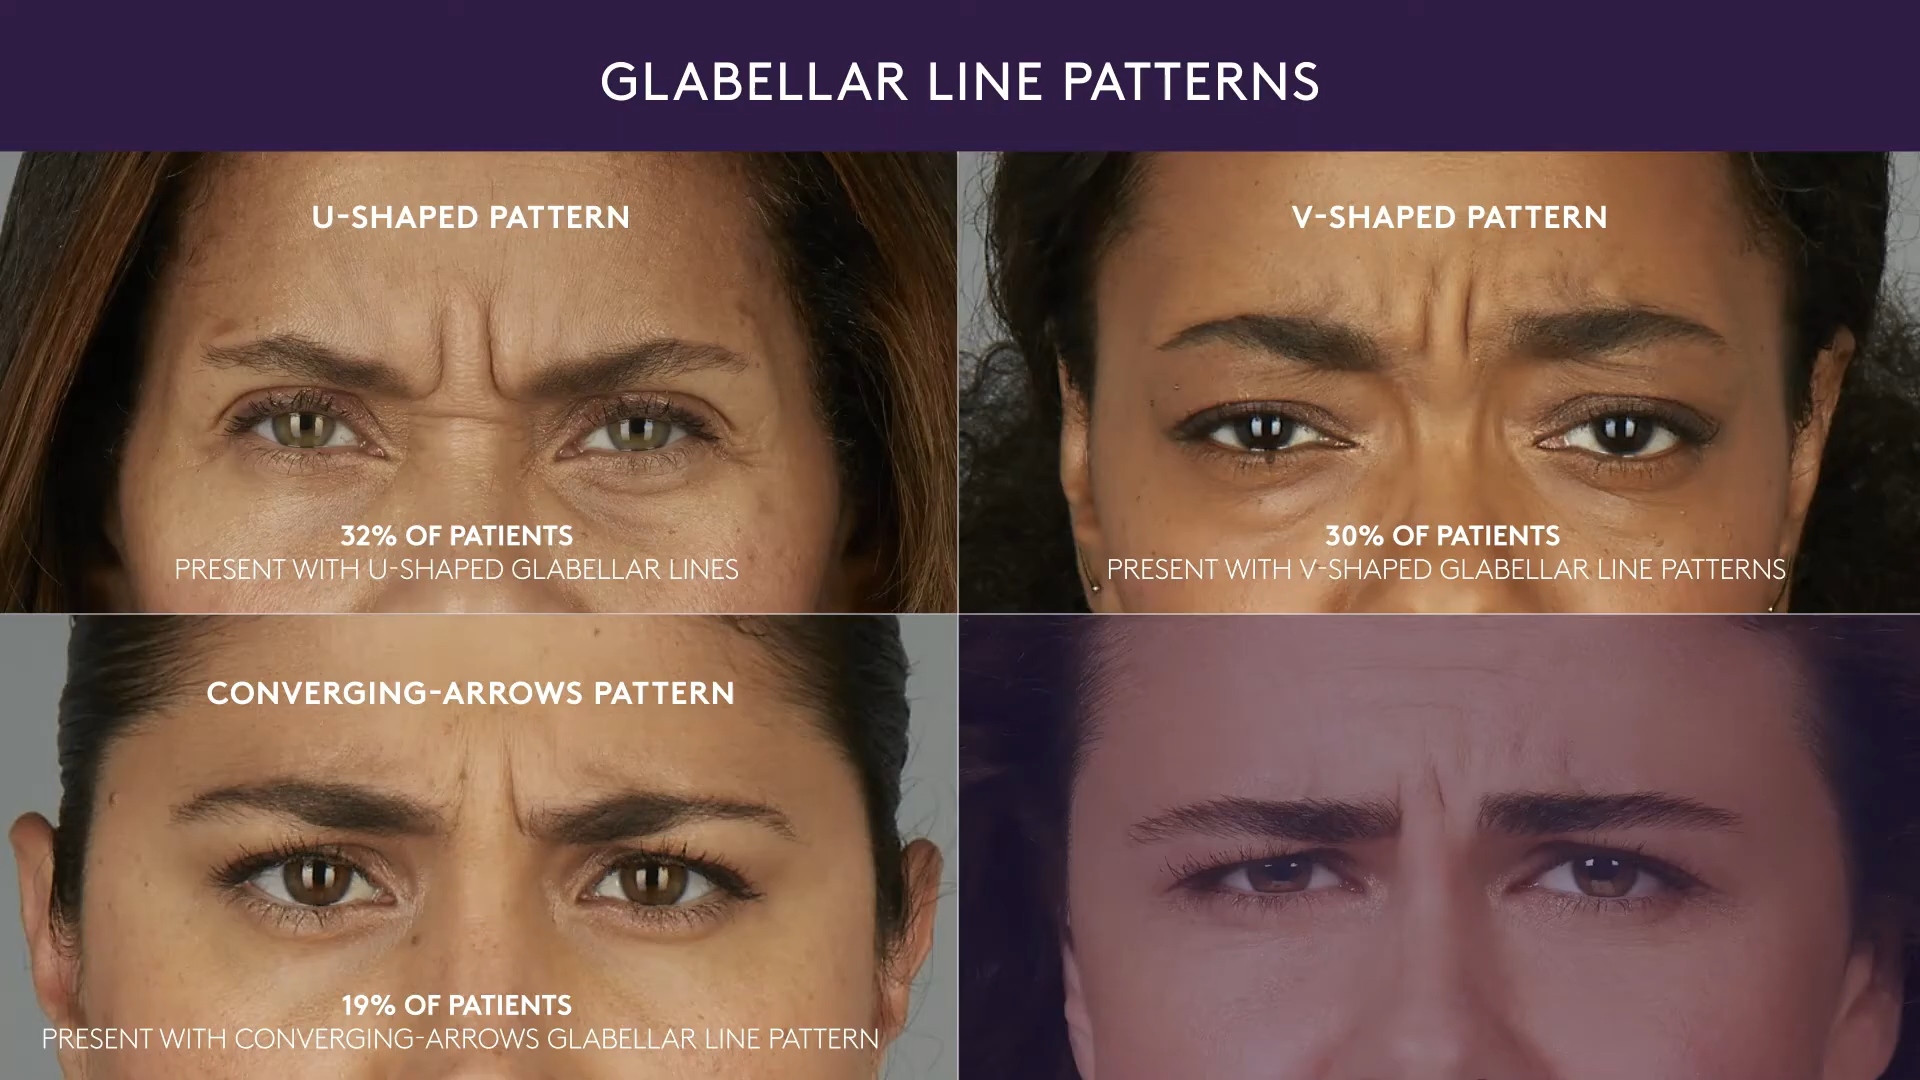 GLABELLAR LINE PATTERNS
U-SHAPED PATTERN
32% OF PATIENTS
PRESENT WITH U-SHAPED GLABELLAR LINES
V-SHAPED PATTERN
30% OF PATIENTS
PRESENT WITH V-SHAPED GLABELLAR LINE PATTERNS
CONVERGING-ARROWS PATTERN
19% OF PATIENTS
PRESENT WITH CONVERGING-ARROWS GLABELLAR LINE PATTERN